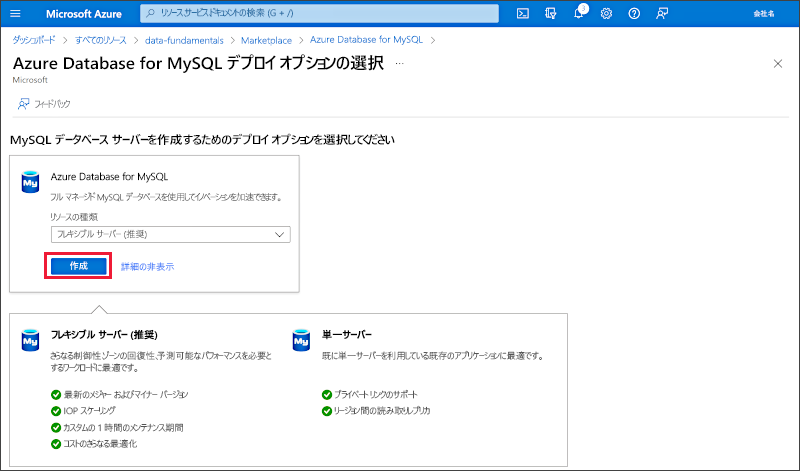 Microsoft Azure
リソース サービス ドキュメントの検索 (G + /)
3
会社名
ダッシュボード > すべてのリソース > data-fundamentals > Marketplace > Azure Database for MySQL >
Azure Database for MySQL デプロイ オプションの選択 ...
Microsoft
フィードバック
MySQL データベース サーバーを作成するためのデプロイ オプションを選択してください
My
Azure Database for MySQL
フル マネージド MySQL データベースを使用してイノベーションを加速できます。
リソースの種類
フレキシブル サーバー (推奨)
作成
詳細の非表示
My
フレキシブル サーバー (推奨)
さらなる制御性ゾーンの回復性、予測可能なパフォーマンスを必要と
するワークロードに最適です。
最新のメジャー およびマイナー バージョン
IOP スケーリング
カスタムの 1 時間のメンテナンス期間
コストのさらなる最適化
My
単一サーバー
既に単一サーバーを利用している既存のアプリケーションに最適です。
プライベート リンクのサポート
リージョン間の読み取りレプリカ